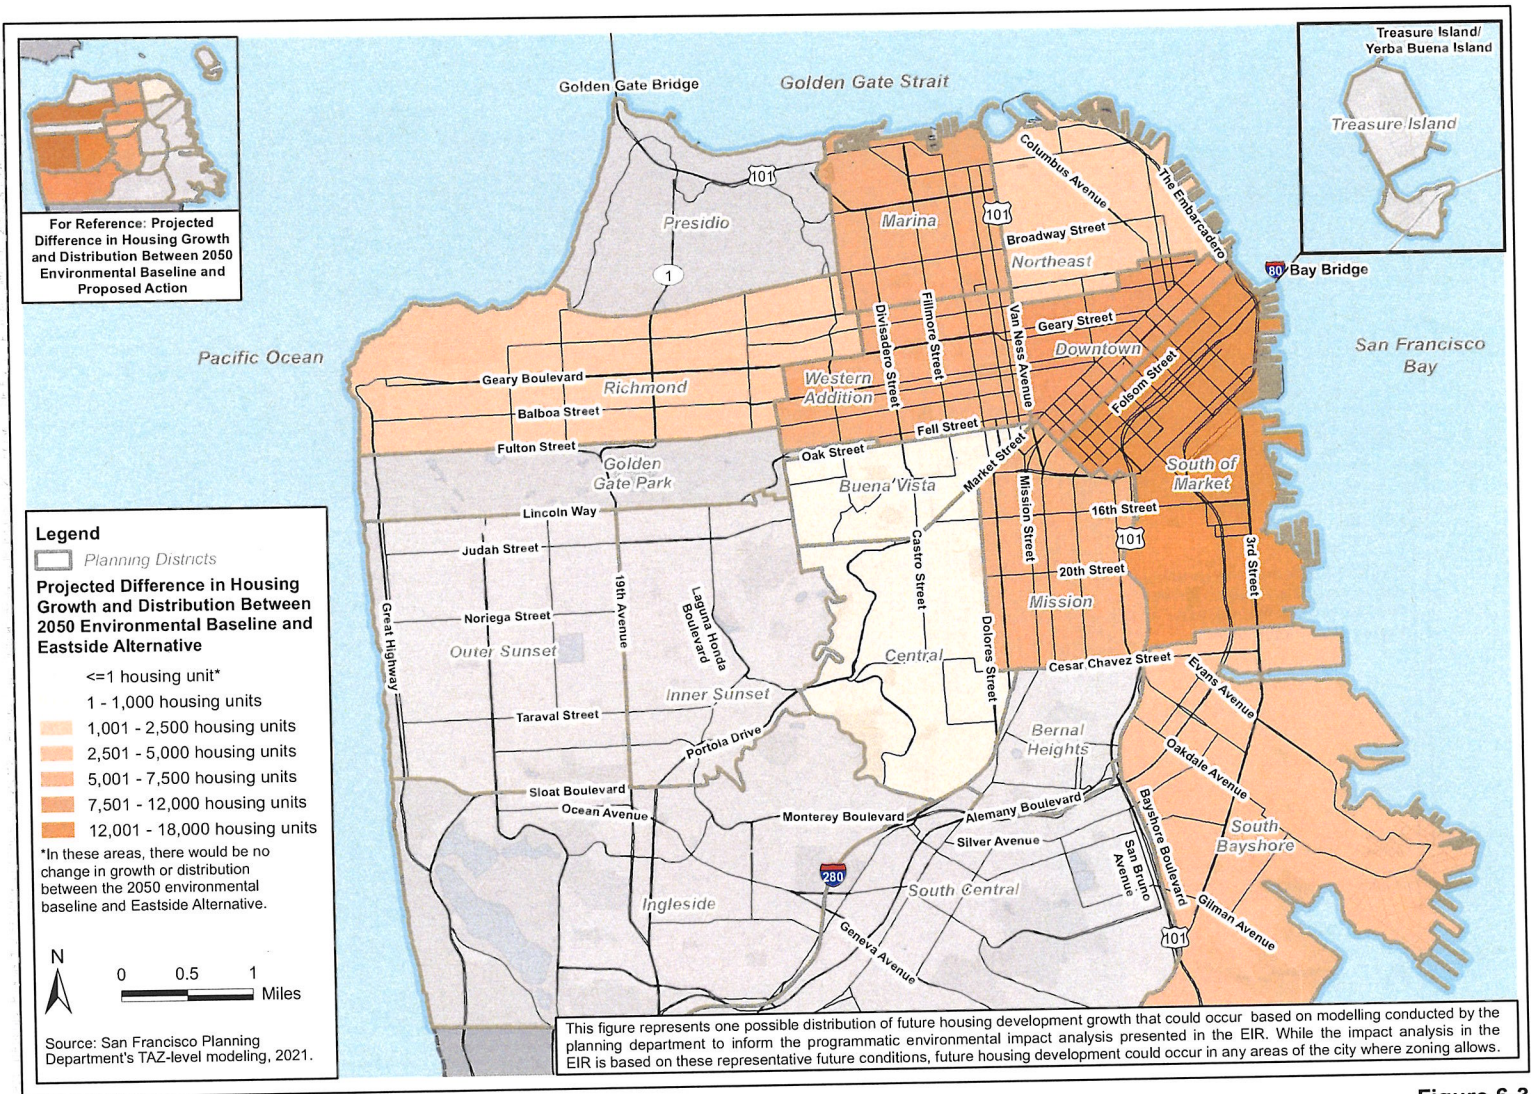 For Reference: Projected
Difference in Housing Growth
and Distribution Between 2050
Environmental Baseline and
Proposed Action
Golden Gate Bridge
Golden Gate Strait
Treasure Island/
Yerba Buena Island
Treasure Island
101
Presidio
1
Marina
101
Columbus Avenue
The Embarcadero
Broadway Street
Northeast
80 Bay Bridge
Pacific Ocean
San Francisco
Bay
Geary Boulevard
Richmond
Balboa Street
Fulton Street
Golden
Gate Park
Western
Addition
Divisadero Street
Fillmore Street
Van Ness Avenue
Geary Street
Downtown
Folsom Street
Fell Street
Oak Street
Market Street
Buena Vista
South of
Market
Lincoln Way
Judah Street
Noriega Street
Outer Sunset
Great Highway
19th Avenue
Laguna Honda
Boulevard
Inner Sunset
Taraval Street
Portola Drive
Castro Street
Central
Dolores Street
Mission Street
16th Street
101
20th Street
Mission
3rd Street
Cesar Chavez Street
Evans Avenue
Bernal
Heights
Oakdale Avenue
South
Bayshore
Sloat Boulevard
Ocean Avenue
Monterey Boulevard
Alemany Boulevard
Silver Avenue
Bayshore Boulevard
San Bruno
Avenue
280
South Central
Ingleside
Geneva Avenue
Gilman Avenue
101
Legend
Planning Districts
Projected Difference in Housing
Growth and Distribution Between
2050 Environmental Baseline and
Eastside Alternative
<=1 housing unit*
1 - 1,000 housing units
1,001 - 2,500 housing units
2,501 - 5,000 housing units
5,001 - 7,500 housing units
7,501 - 12,000 housing units
12,001 - 18,000 housing units
*In these areas, there would be no
change in growth or distribution
between the 2050 environmental
baseline and Eastside Alternative.
N
0 0.5 1
Miles
Source: San Francisco Planning
Department's TAZ-level modeling, 2021.
This figure represents one possible distribution of future housing development growth that could occur based on modelling conducted by the
planning department to inform the programmatic environmental impact analysis presented in the EIR. While the impact analysis in the
EIR is based on these representative future conditions, future housing development could occur in any areas of the city where zoning allows.